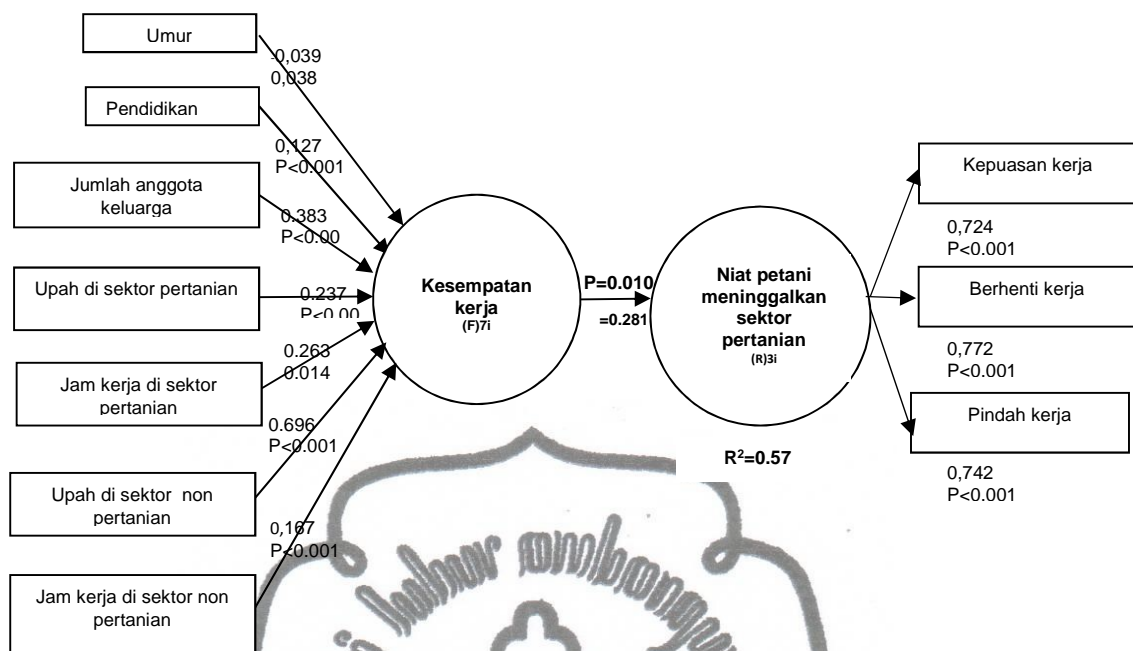 Umur
-0,039
0,038
Pendidikan
0,127
P<0.001
Jumlah anggota
keluarga
0.383
P<0.00
Upah di sektor pertanian
0.237
P<0.00
Jam kerja di sektor
pertanian
0.263
0.014
Upah di sektor non
pertanian
0.696
P<0.001
Jam kerja di sektor non
pertanian
0,167
P<0.001
Kesempatan
kerja
(F)7i
P=0.010
=0.281
Niat petani
meninggalkan
sektor
pertanian
(R)3i
R²=0.57
Kepuasan kerja
0,724
P<0.001
Berhenti kerja
0,772
P<0.001
Pindah kerja
0,742
P<0.001